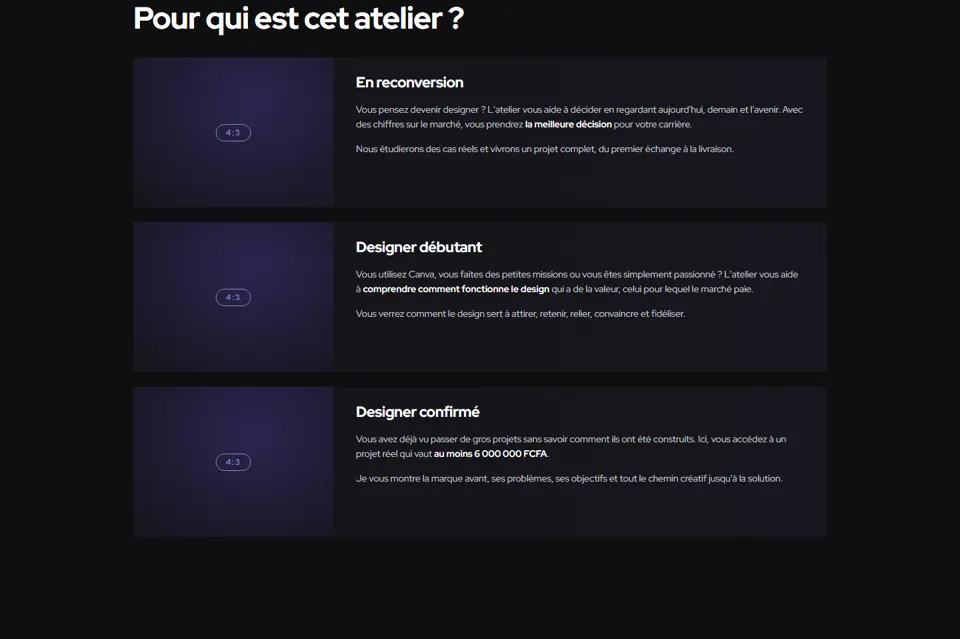 Pour qui est cet atelier ?
4:3
En reconversion
Vous pensez devenir designer ? L'atelier vous aide à décider en regardant aujourd'hui, demain et l'avenir. Avec
des chiffres sur le marché, vous prendrez la meilleure décision pour votre carrière.
Nous étudierons des cas réels et vivrons un projet complet, du premier échange à la livraison.
4:3
Designer débutant
Vous utilisez Canva, vous faites des petites missions ou vous êtes simplement passionné ? L'atelier vous aide
à comprendre comment fonctionne le design qui a de la valeur, celui pour lequel le marché paie.
Vous verrez comment le design sert à attirer, retenir, relier, convaincre et fidéliser.
4:3
Designer confirmé
Vous avez déjà vu passer de gros projets sans savoir comment ils ont été construits. Ici, vous accédez à un
projet réel qui vaut au moins 6 000 000 FCFA.
Je vous montre la marque avant, ses problèmes, ses objectifs et tout le chemin créatif jusqu'à la solution.